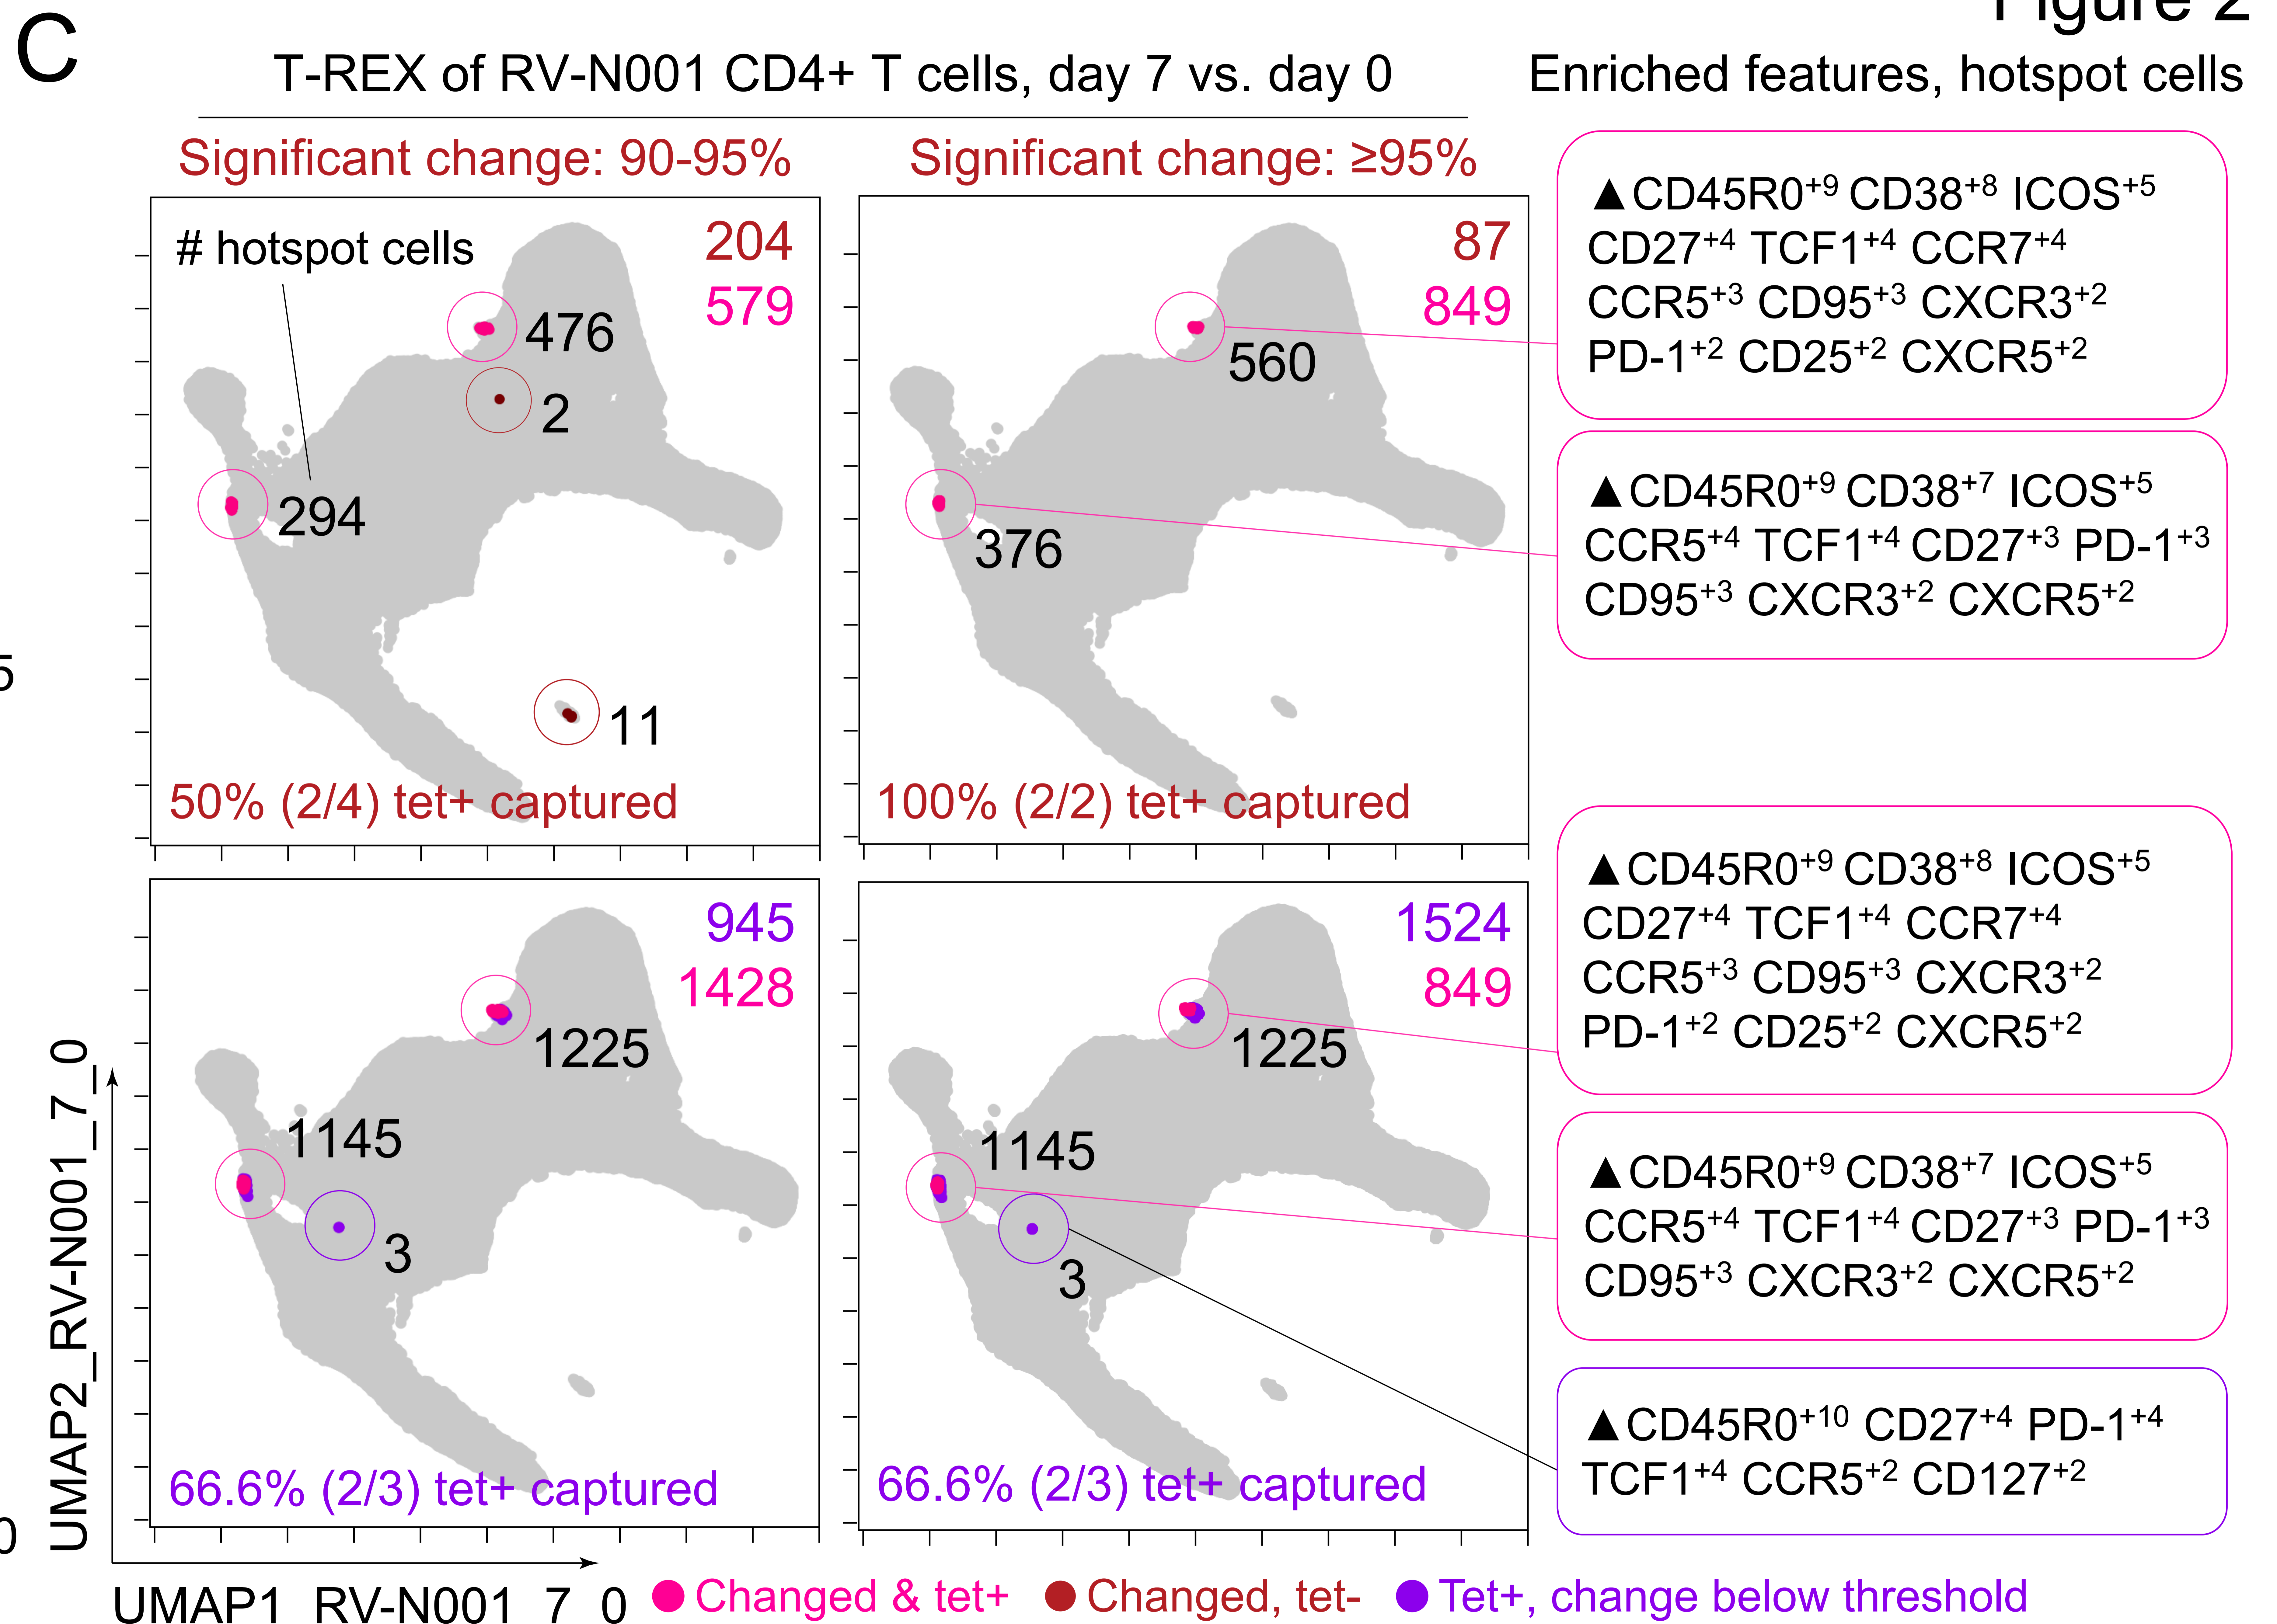 C
Figure 2
T-REX of RV-N001 CD4+ T cells, day 7 vs. day 0
Enriched features, hotspot cells
Significant change: 90-95%
Significant change: ≥95%
# hotspot cells
204
579
476
2
294
11
50% (2/4) tet+ captured
87
849
560
376
100% (2/2) tet+ captured
▲CD45R0+9 CD38+8 ICOS+5
CD27+4 TCF1+4 CCR7+4
CCR5+3 CD95+3 CXCR3+2
PD-1+2 CD25+2 CXCR5+2
▲CD45R0+9 CD38+7 ICOS+5
CCR5+4 TCF1+4 CD27+3 PD-1+3
CD95+3 CXCR3+2 CXCR5+2
5
945
1428
1225
1145
3
66.6% (2/3) tet+ captured
1524
849
1225
1145
3
66.6% (2/3) tet+ captured
▲CD45R0+9 CD38+8 ICOS+5
CD27+4 TCF1+4 CCR7+4
CCR5+3 CD95+3 CXCR3+2
PD-1+2 CD25+2 CXCR5+2
▲CD45R0+9 CD38+7 ICOS+5
CCR5+4 TCF1+4 CD27+3 PD-1+3
CD95+3 CXCR3+2 CXCR5+2
▲CD45R0+10 CD27+4 PD-1+4
TCF1+4 CCR5+2 CD127+2
0
UMAP2_RV-N001_7_0
UMAP1_RV-N001_7_0
Changed & tet+
Changed, tet-
Tet+, change below threshold